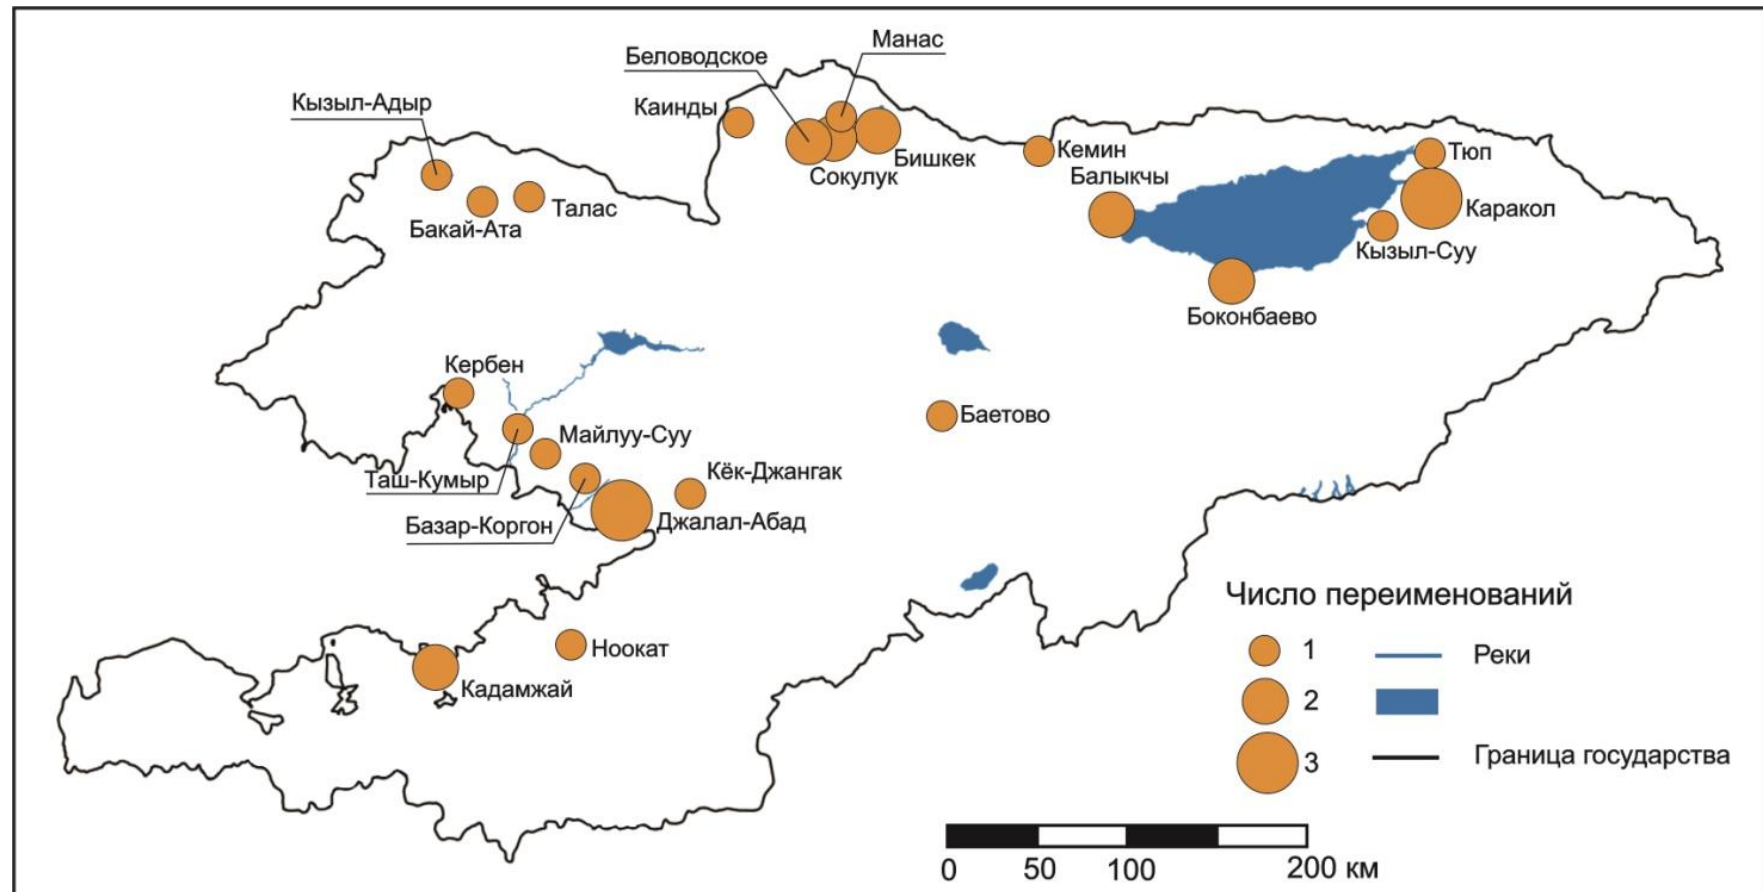 Манас
Беловодское
Кызыл-Адыр
Каинды
Бишкек
Кемин
Тюп
Сокулук
Балыкчы
Талас
Каракол
Бакай-Ата
Кызыл-Суу
Боконбаево
Кербен
Баетово
Майлуу-Суу
Кёк-Джангак
Таш-Кумыр
Базар-Коргон
Джалал-Абад
Число переименований
Ноокат
1
Реки
Кадамжай
2
3
Граница государства
0 50 100 200 км